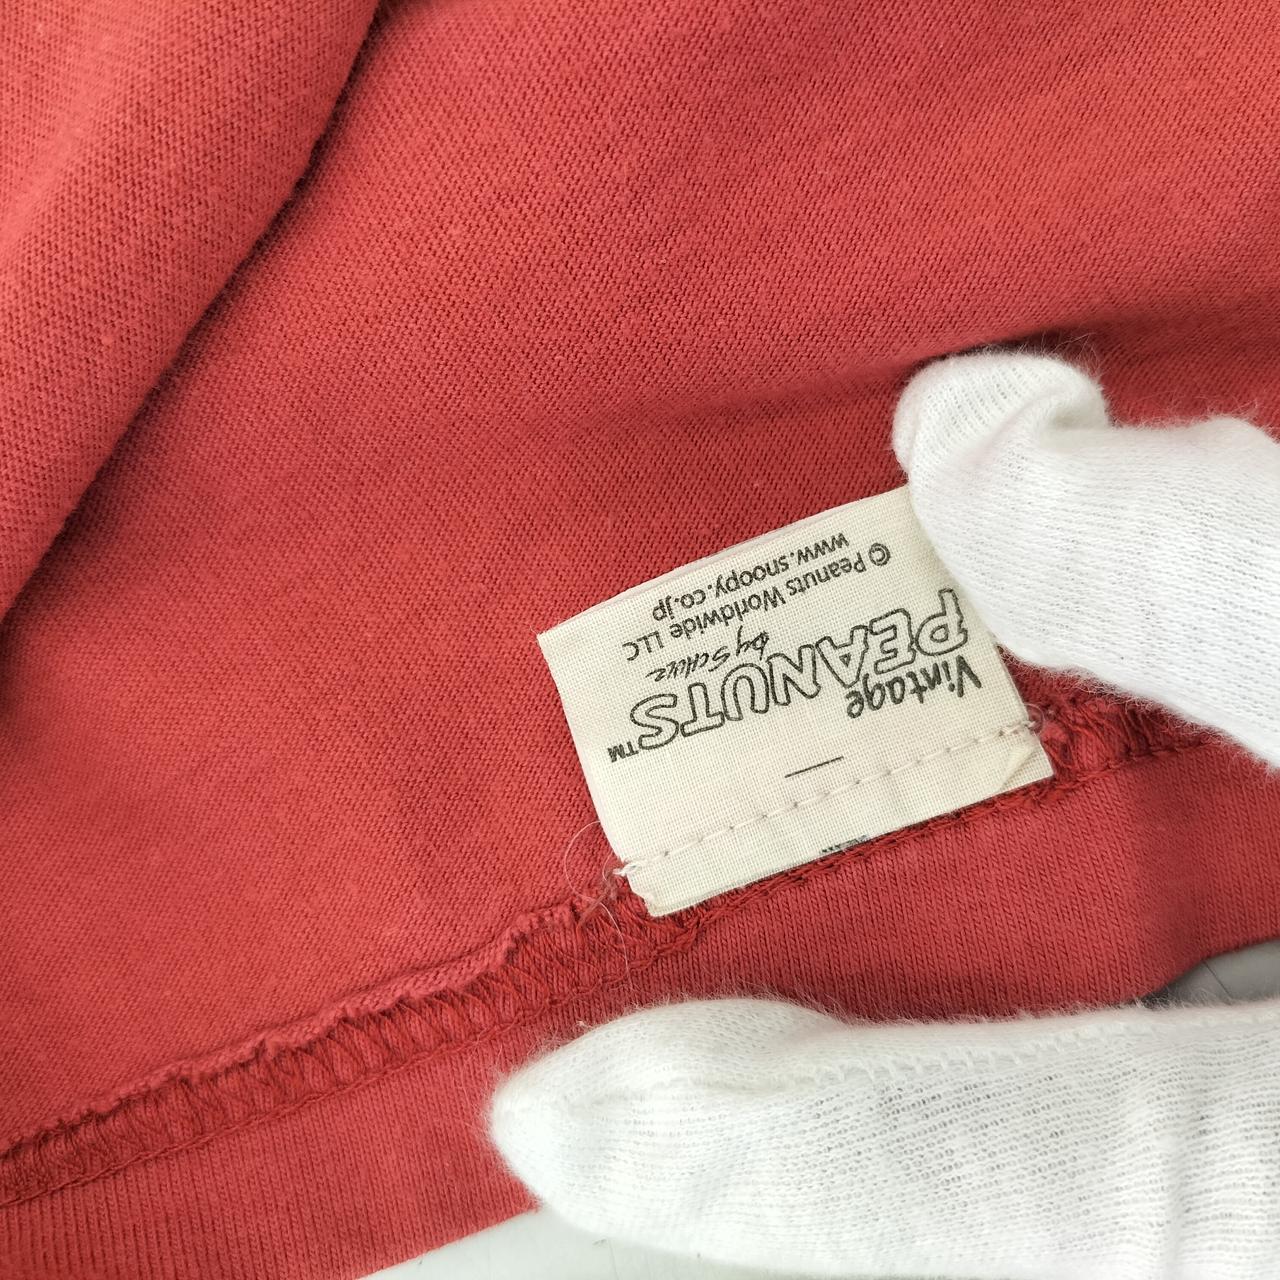 Vintage
PEANUTS™
by Schulz
© Peanuts Worldwide LLC
www.snoopy.co.jp